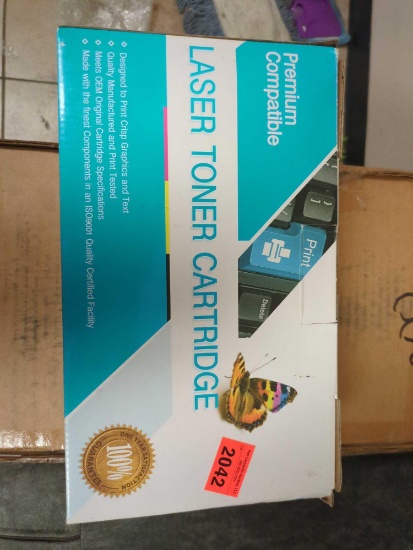 Premium
Compatible
LASER TONER CARTRIDGE
Designed to Print Crisp Graphics and Text
Quality Manufactured and Print Tested
Meets OEM Original Cartridge Specifications
Made with the finest Components in an ISO9001 Quality Certified Facility
Print
Delete
100%
SATISFACTION
2042